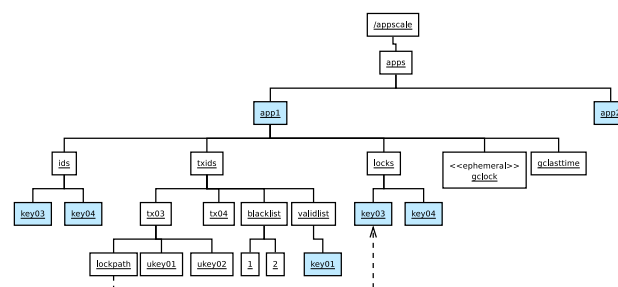 /appscale
apps
app1
app2
ids
txids
locks
<<ephemeral>>
gclock
gclasttime
key03
key04
tx03
tx04
blacklist
validlist
key03
key04
lockpath
ukey01
ukey02
1
2
key01